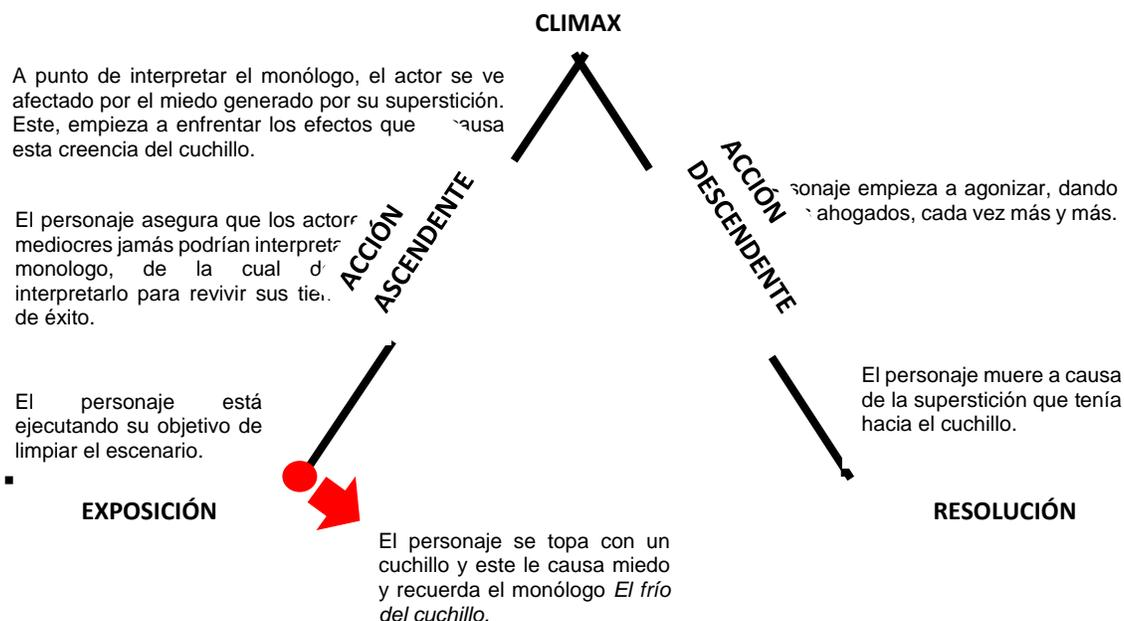 CLIMAX
A punto de interpretar el monólogo, el actor se ve
afectado por el miedo generado por su superstición.
Este, empieza a enfrentar los efectos que
esta creencia del cuchillo.
El personaje asegura que los
mediocres jamás podrían
monologo, de la cual
interpretarlo para revivir sus
de éxito.
ACCIÓN
ASCENDENTE
El personaje está
ejecutando su objetivo de
limpiar el escenario.
EXPOSICIÓN
El personaje se topa con un
cuchillo y este le causa miedo
y recuerda el monólogo El frío
del cuchillo.
ACCIÓN
DESCENDENTE
empieza a agonizar, dando
ahogados, cada vez más y más.
El personaje muere a causa
de la superstición que tenía
hacia el cuchillo.
RESOLUCIÓN